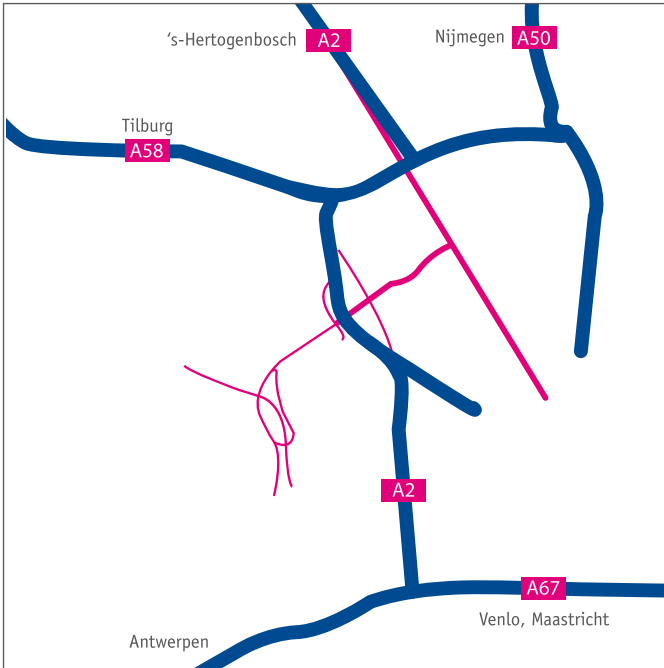 ‘s-Hertogenbosch A2
Nijmegen A50
Tilburg
A58
A2
A67
Venlo, Maastricht
Antwerpen